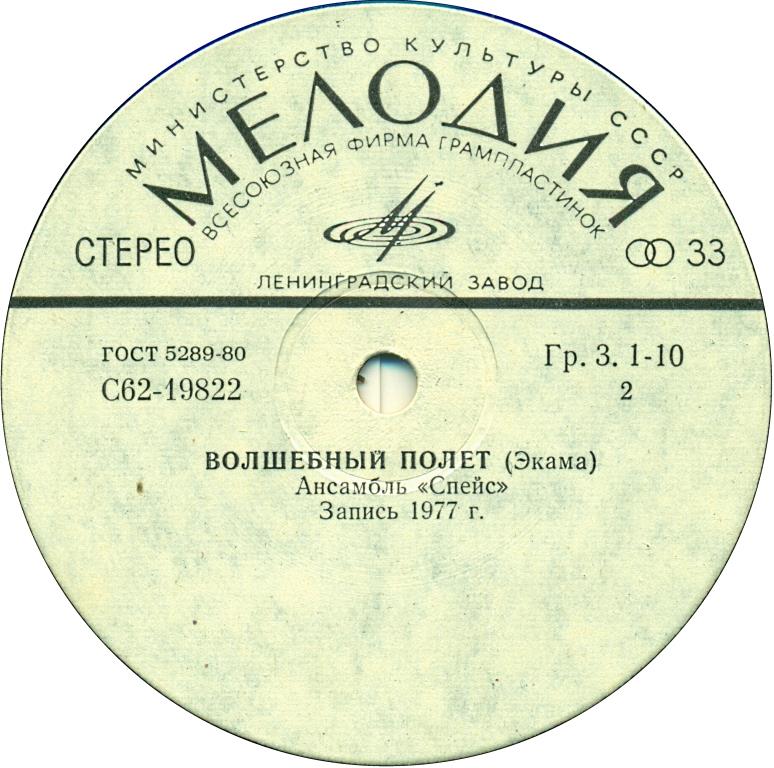 МИНИСТЕРСТВО КУЛЬТУРЫ СССР
МЕЛОДИЯ
ВСЕСОЮЗНАЯ ФИРМА ГРАМПЛАСТИНОК
СТЕРЕО
33
ЛЕНИНГРАДСКИЙ ЗАВОД
ГОСТ 5289-80
Гр. 3. 1-10
С62-19822
2
ВОЛШЕБНЫЙ ПОЛЕТ (Экама)
Ансамбль «Спейс»
Запись 1977 г.